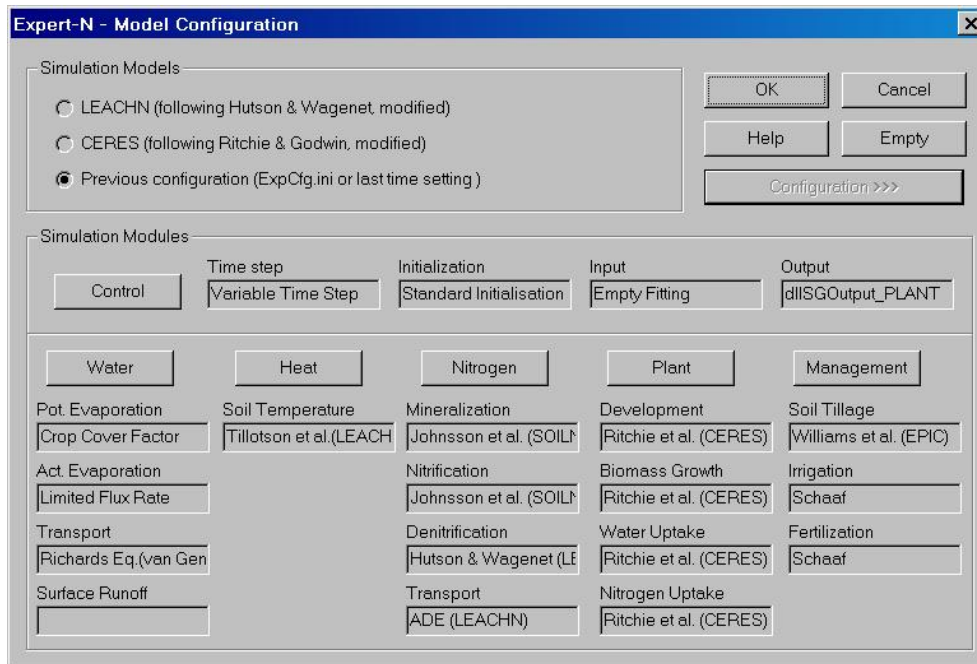 Expert-N - Model Configuration
Simulation Models
LEACHN (following Hutson & Wagenet, modified)
CERES (following Ritchie & Godwin, modified)
Previous configuration (ExpCfg.ini or last time setting )
OK Cancel
Help Empty
Configuration >>>
Simulation Modules
Time step Initialization Input Output
Control Variable Time Step Standard Initialisation Empty Fitting dllSGOutput_PLANT
Water Heat Nitrogen Plant Management
Pot. Evaporation Soil Temperature Mineralization Development Soil Tillage
Crop Cover Factor Tillotson et al.(LEACH Johnsson et al. (SOILN Ritchie et al. (CERES) Williams et al. (EPIC)
Act. Evaporation Nitrification Biomass Growth Irrigation
Limited Flux Rate Johnsson et al. (SOILN Ritchie et al. (CERES) Schaaf
Transport Denitrification Water Uptake Fertilization
Richards Eq.(van Gen Hutson & Wagenet (LE Ritchie et al. (CERES) Schaaf
Surface Runoff Transport Nitrogen Uptake
ADE (LEACHN) Ritchie et al. (CERES)